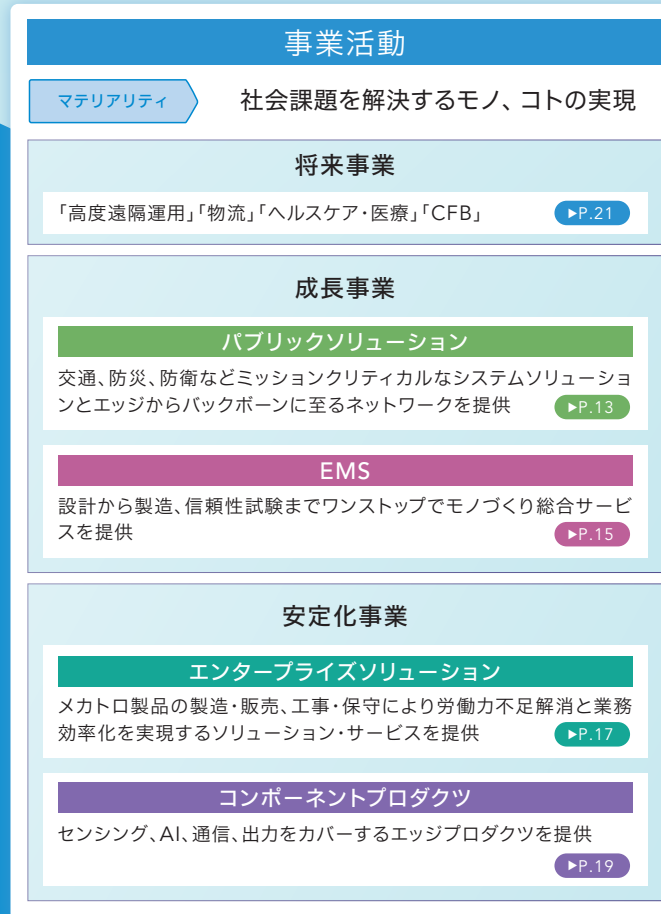 事業活動
マテリアリティ
社会課題を解決するモノ、コトの実現
将来事業
「高度遠隔運用」「物流」「ヘルスケア・医療」「CFB」
▶P.21
成長事業
パブリックソリューション
交通、防災、防衛などミッションクリティカルなシステムソリューショ
ンとエッジからバックボーンに至るネットワークを提供
▶P.13
EMS
設計から製造、信頼性試験までワンストップでモノづくり総合サービ
スを提供
▶P.15
安定化事業
エンタープライズソリューション
メカトロ製品の製造・販売、工事・保守により労働力不足解消と業務
効率化を実現するソリューション・サービスを提供
▶P.17
コンポーネントプロダクツ
センシング、AI、通信、出力をカバーするエッジプロダクツを提供
▶P.19